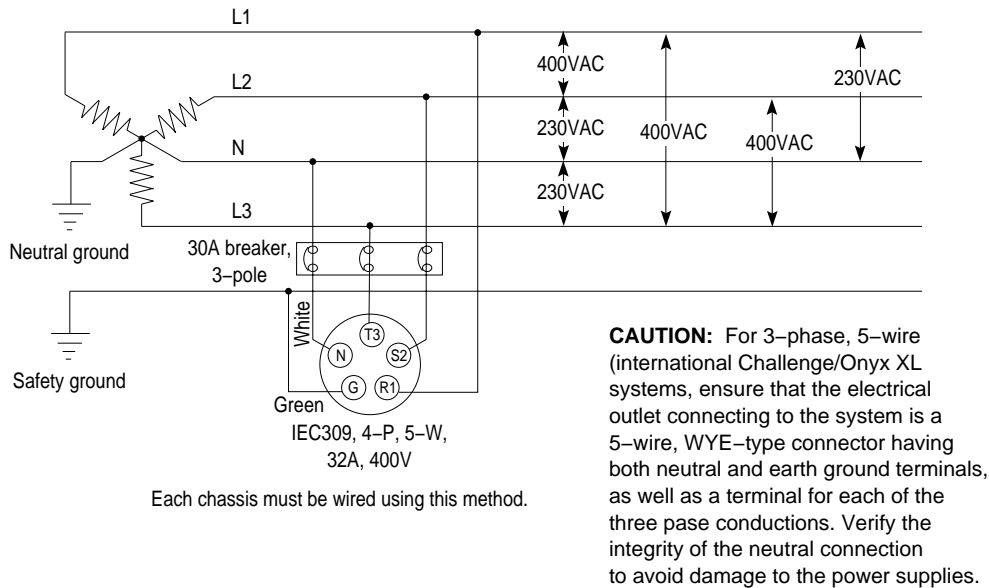 L1
400VAC
230VAC
L2
230VAC
400VAC
400VAC
N
230VAC
L3
Neutral ground
30A breaker,
3–pole
White
T3
N
S2
G
R1
Safety ground
Green
IEC309, 4–P, 5–W,
32A, 400V
Each chassis must be wired using this method.
CAUTION: For 3–phase, 5–wire
(international Challenge/Onyx XL
systems, ensure that the electrical
outlet connecting to the system is a
5–wire, WYE–type connector having
both neutral and earth ground terminals,
as well as a terminal for each of the
three pase conductions. Verify the
integrity of the neutral connection
to avoid damage to the power supplies.